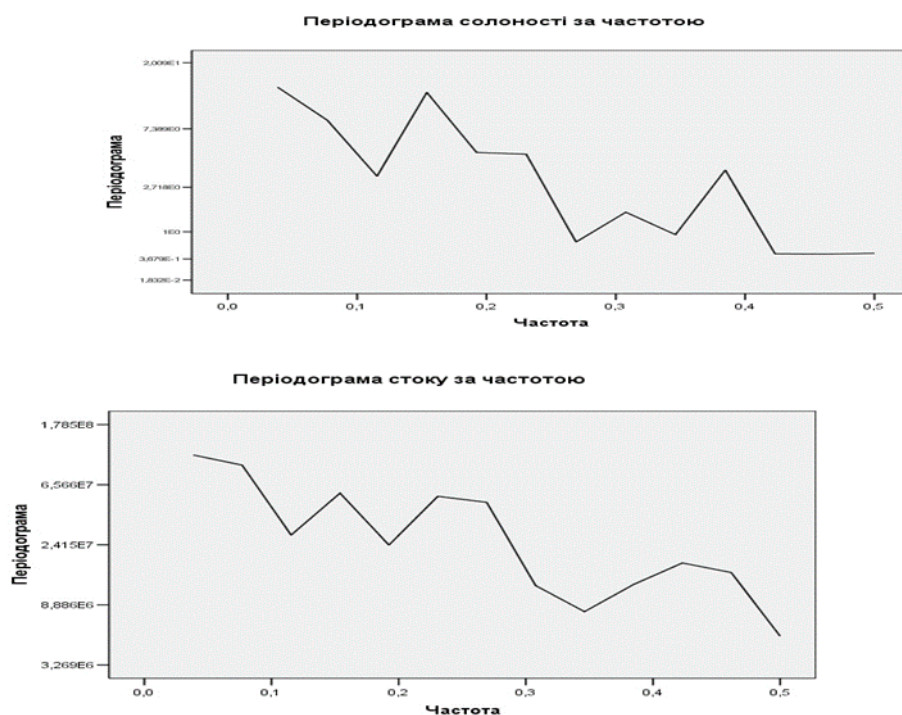 Періодограма солоності за частотою
Періодограма
2,009E1
7,389E0
2,718E0
1E0
3,679E-1
1,832E-2
0,0
0,1
0,2
0,3
0,4
0,5
Частота
Періодограма стоку за частотою
Періодограма
1,785E8
6,566E7
2,415E7
8,886E6
3,269E6
0,0
0,1
0,2
0,3
0,4
0,5
Частота